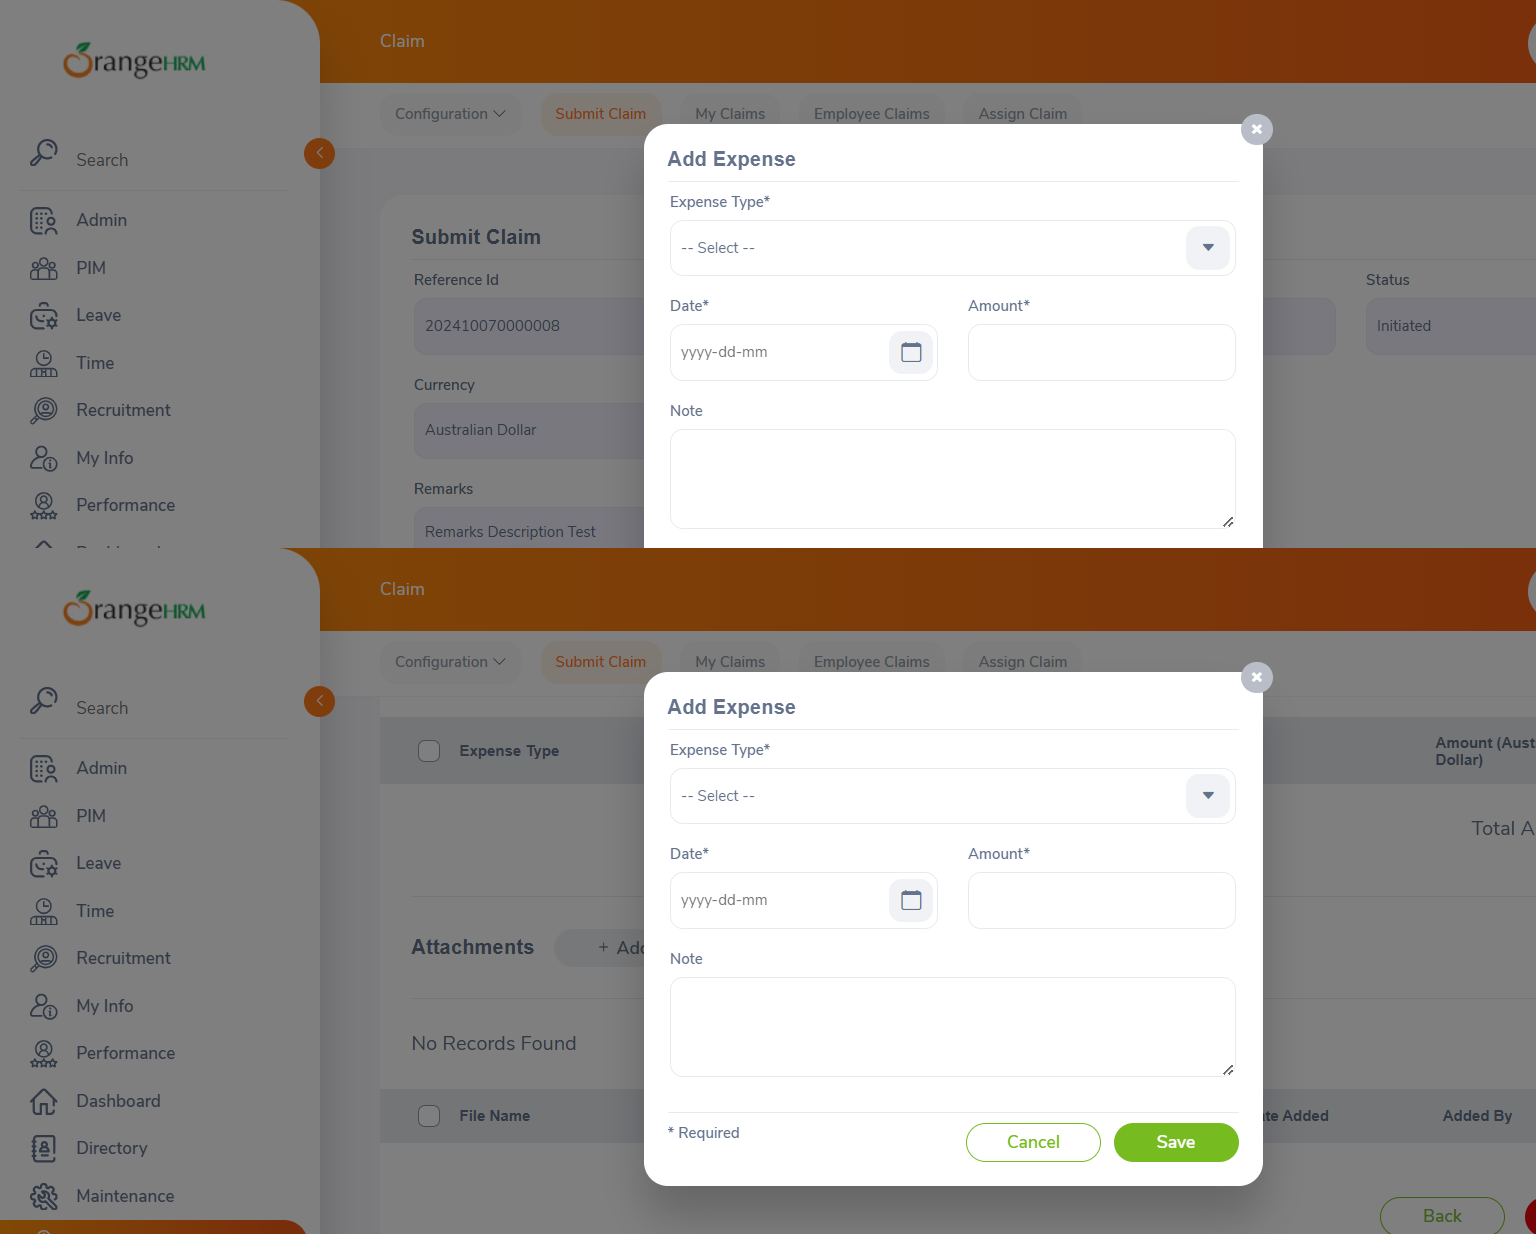 OrangeHRM
Claim
Configuration
Submit Claim
My Claims
Employee Claims
Assign Claim
Search
Admin
PIM
Leave
Time
Recruitment
My Info
Performance
Submit Claim
Reference Id
202410070000008
Currency
Australian Dollar
Remarks
Remarks Description Test
Status
Initiated
Add Expense
Expense Type*
-- Select --
Date*
Amount*
yyyy-dd-mm
Note
OrangeHRM
Claim
Configuration
Submit Claim
My Claims
Employee Claims
Assign Claim
Search
Admin
PIM
Leave
Time
Recruitment
My Info
Performance
Dashboard
Directory
Maintenance
Expense Type
Amount (Aust
Dollar)
Total A
Attachments
+ Add
No Records Found
File Name
te Added
Added By
Back
Add Expense
Expense Type*
-- Select --
Date*
Amount*
yyyy-dd-mm
Note
* Required
Cancel
Save